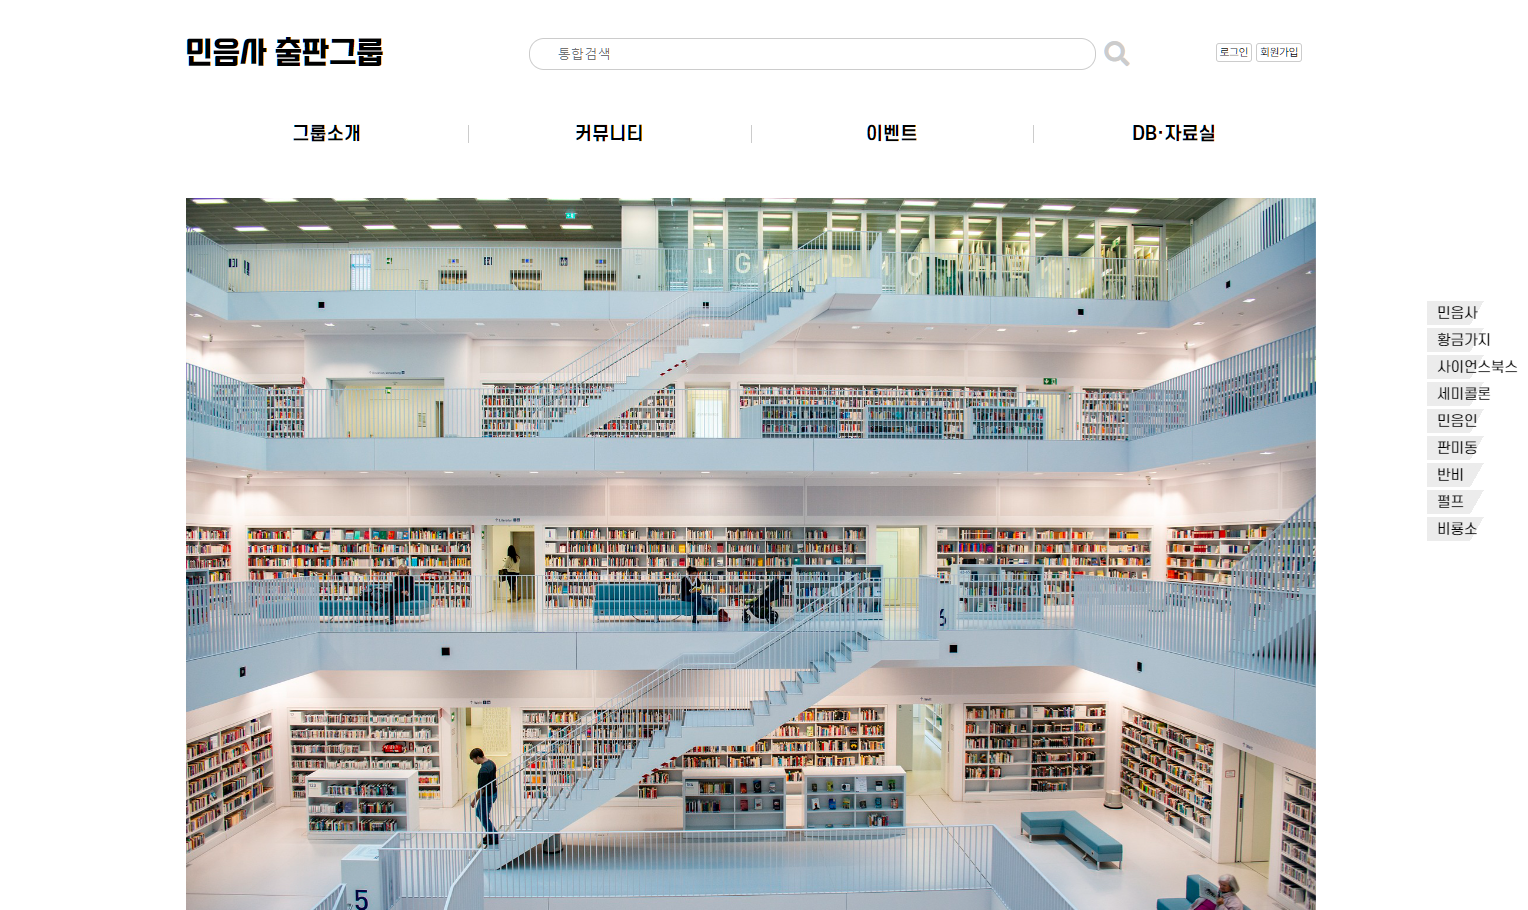 민음사 출판그룹
통합검색
로그인 회원가입
그룹소개 커뮤니티 이벤트 DB·자료실
민음사
황금가지
사이언스북스
세미콜론
민음인
판미동
반비
펄프
비룡소
5